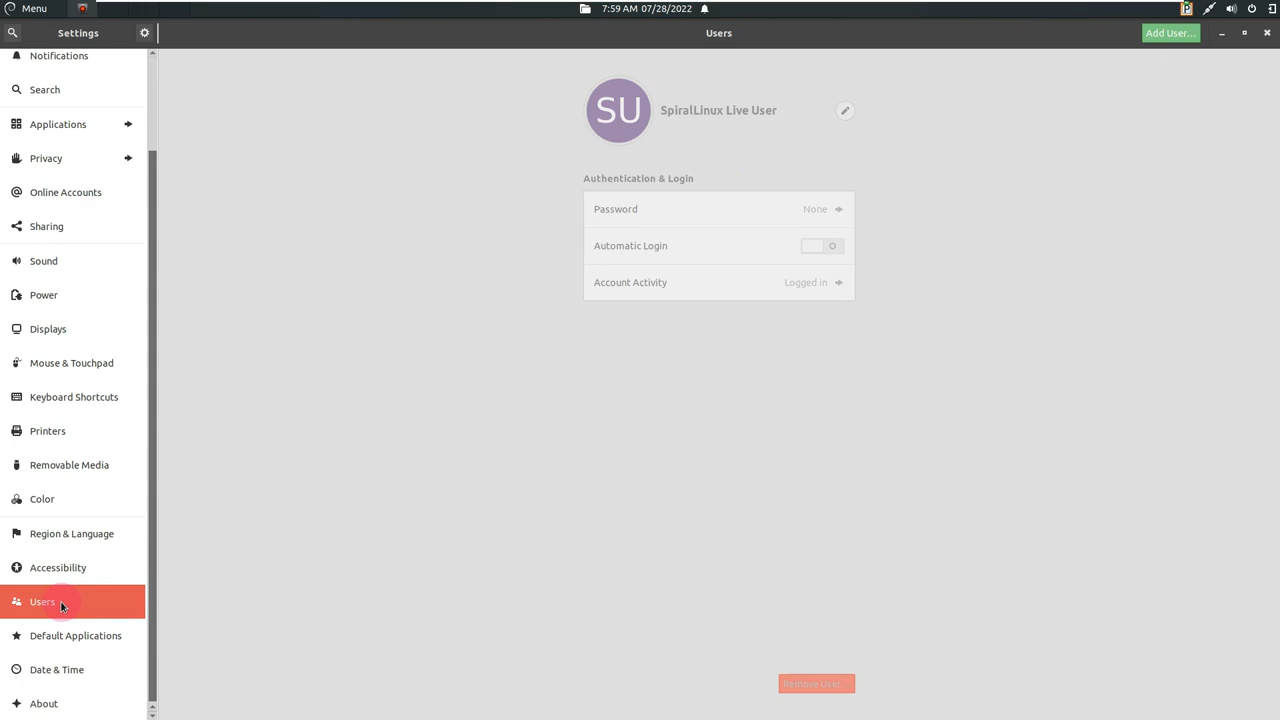 Menu
7:59 AM 07/28/2022
Settings
Users
Add User...
Notifications
Search
Applications
Privacy
Online Accounts
Sharing
Sound
Power
Displays
Mouse & Touchpad
Keyboard Shortcuts
Printers
Removable Media
Color
Region & Language
Accessibility
Users
Default Applications
Date & Time
About
SU
SpiralLinux Live User
Authentication & Login
Password None
Automatic Login
Account Activity Logged in
Remove User...